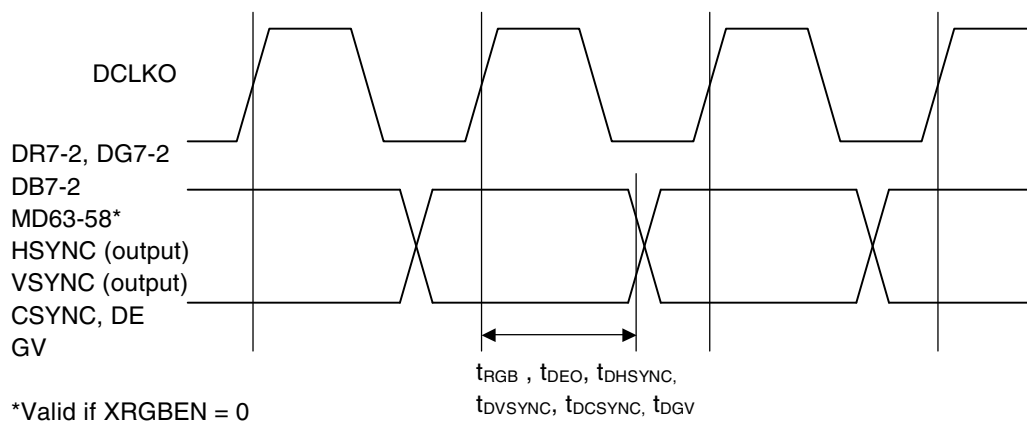 DCLKO
DR7-2, DG7-2
DB7-2
MD63-58*
HSYNC (output)
VSYNC (output)
CSYNC, DE
GV
tRGB , tDEO, tDHSYNC,
tDVSYNC, tDCSYNC, tDGV
*Valid if XRGBEN = 0